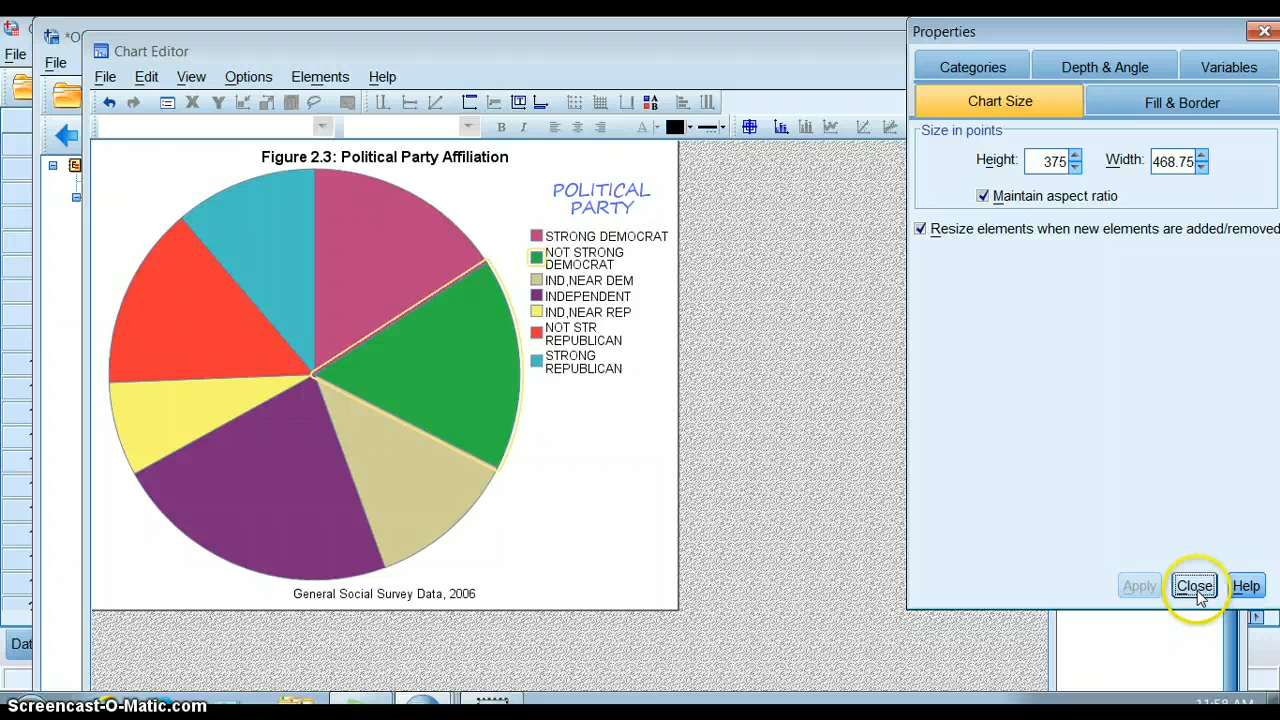 File
*O
File
Dat
Chart Editor
File Edit View Options Elements Help
B I
A
Figure 2.3: Political Party Affiliation
POLITICAL
PARTY
STRONG DEMOCRAT
NOT STRONG
DEMOCRAT
IND,NEAR DEM
INDEPENDENT
IND,NEAR REP
NOT STR
REPUBLICAN
STRONG
REPUBLICAN
General Social Survey Data, 2006
Properties
Categories Depth & Angle Variables
Chart Size Fill & Border
Size in points
Height: 375 Width: 468.75
Maintain aspect ratio
Resize elements when new elements are added/removed
Apply Close Help
Screencast-O-Matic.com